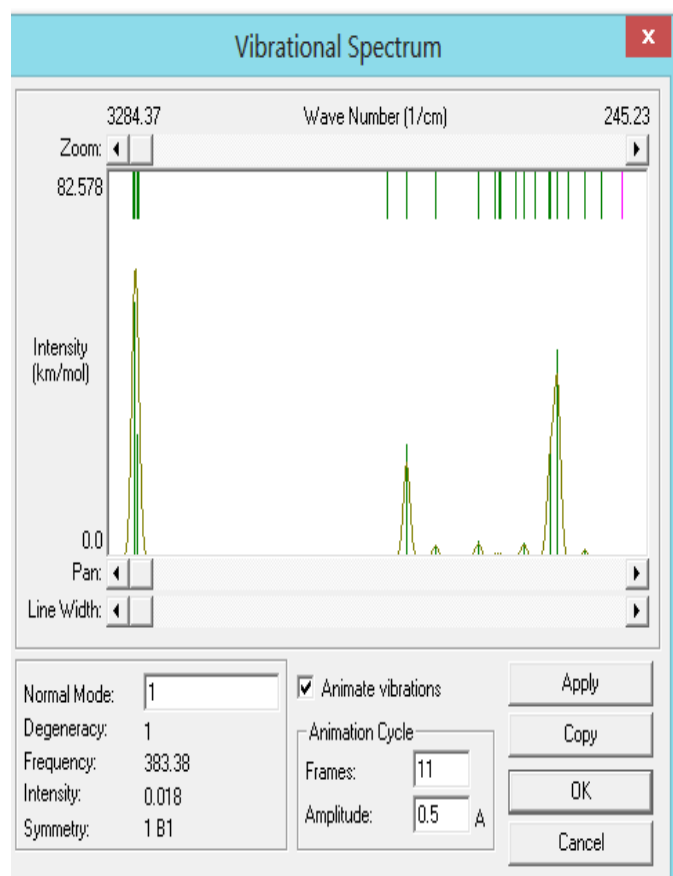 Vibrational Spectrum
x
3284.37 Wave Number (1/cm) 245.23
Zoom:
82.578
Intensity
(km/mol)
0.0
Pan:
Line Width:
Normal Mode: 1
Degeneracy: 1
Frequency: 383.38
Intensity: 0.018
Symmetry: 1 B1
Animate vibrations
Animation Cycle
Frames: 11
Amplitude: 0.5 A
Apply
Copy
OK
Cancel